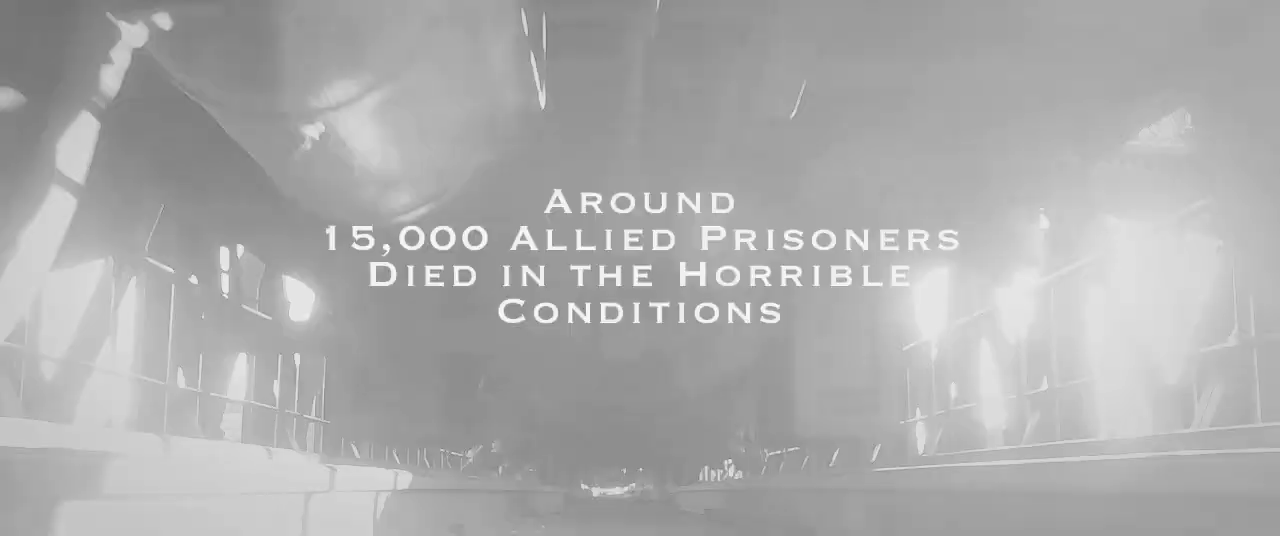 Around
15,000 Allied Prisoners
Died in the Horrible
Conditions